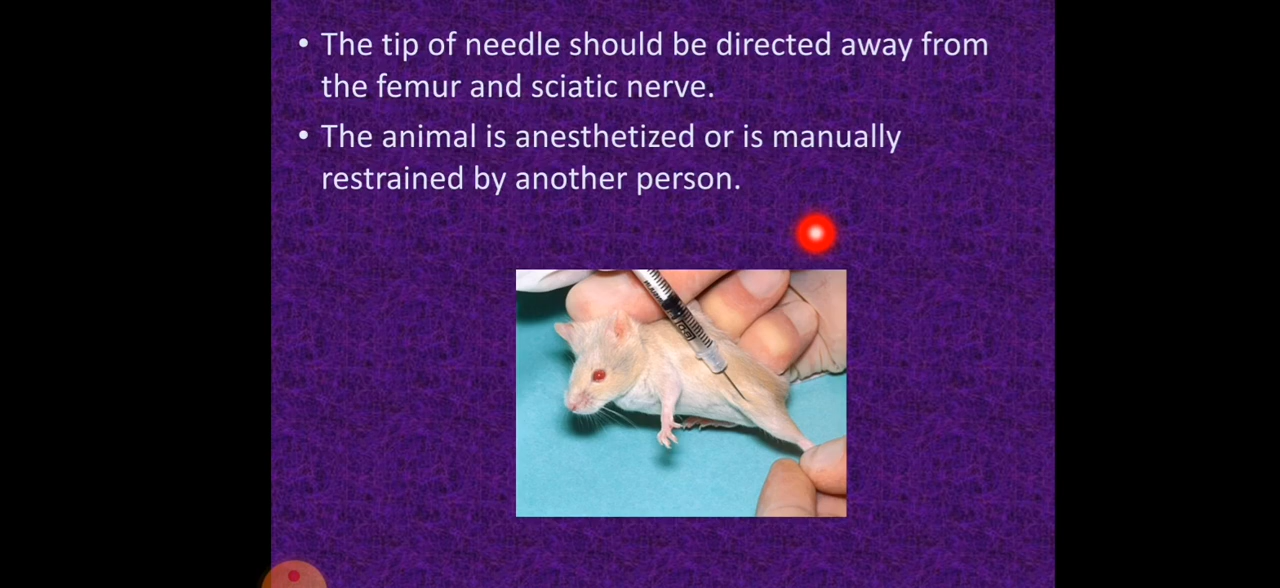 • The tip of needle should be directed away from
the femur and sciatic nerve.
• The animal is anesthetized or is manually
restrained by another person.